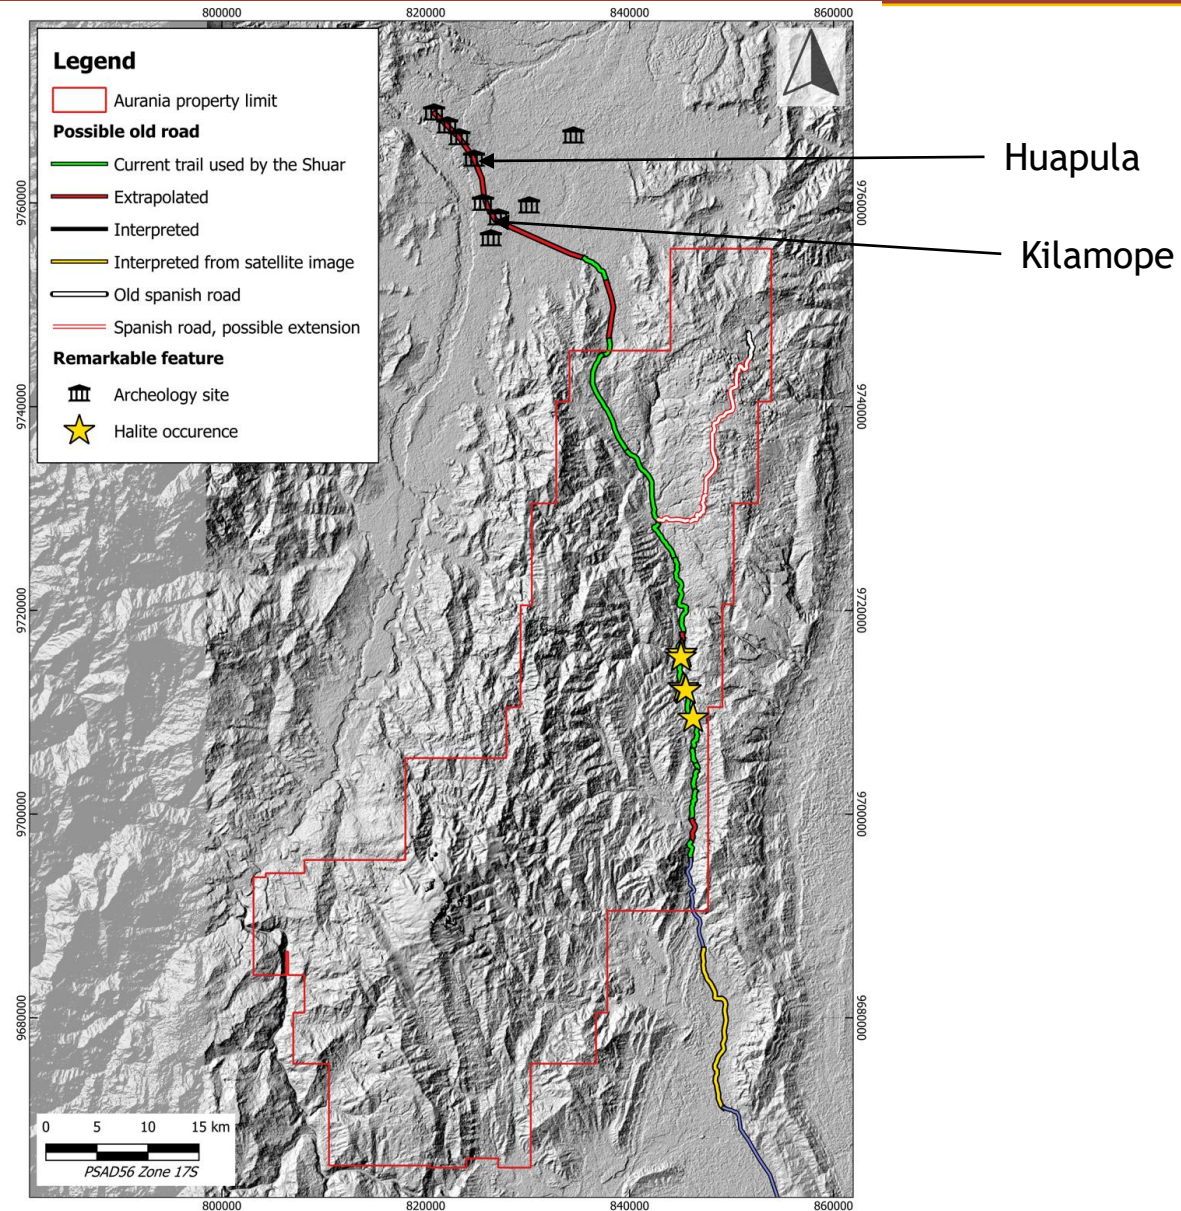 800000 820000 840000 860000
Legend
Aurania property limit
Possible old road
Current trail used by the Shuar
Extrapolated
Interpreted
Interpreted from satellite image
Old spanish road
Spanish road, possible extension
Remarkable feature
Archeology site
Halite occurence
Huapula
Kilamope
9760000 9760000
9740000 9740000
9720000 9720000
9700000 9700000
9680000 9680000
0 5 10 15 km
PSAD56 Zone 17S
800000 820000 840000 860000